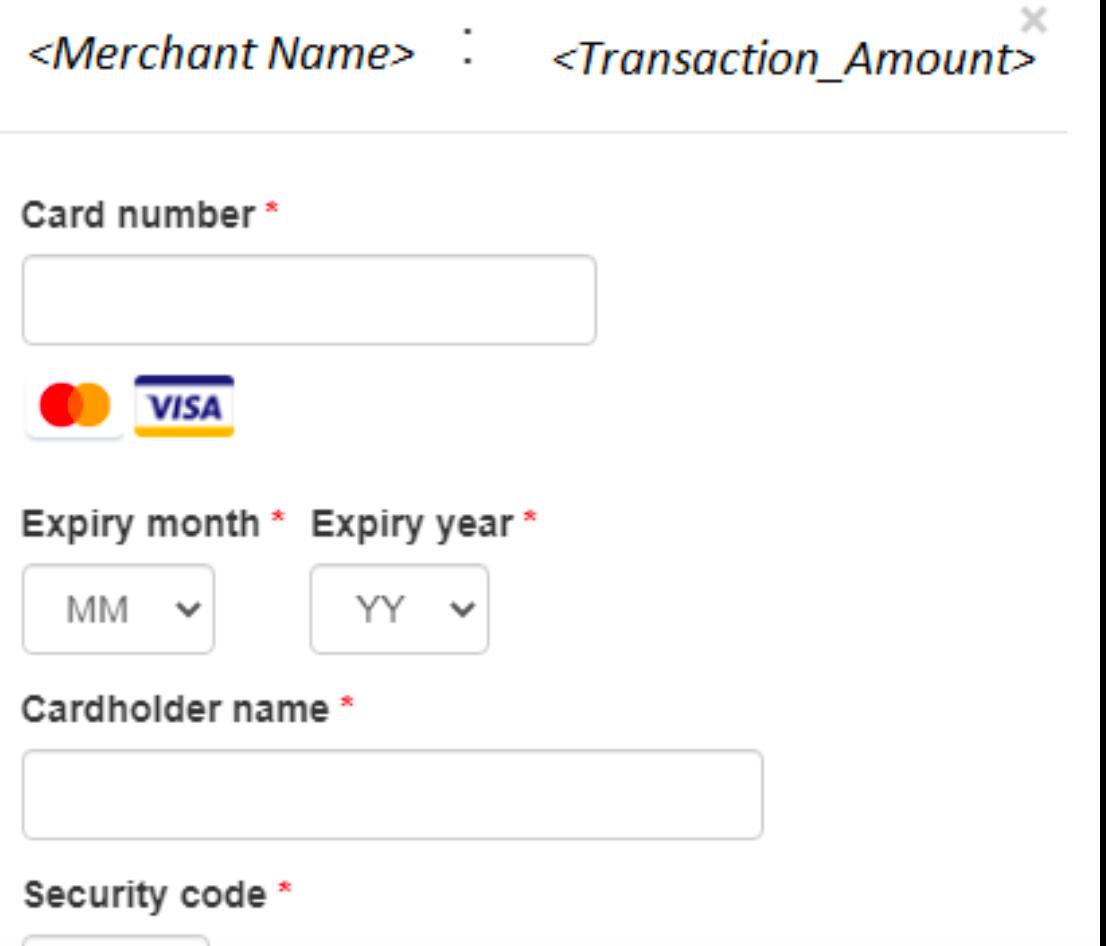 <Merchant Name> : <Transaction_Amount>
Card number *
VISA
Expiry month * Expiry year *
MM YY
Cardholder name *
Security code *